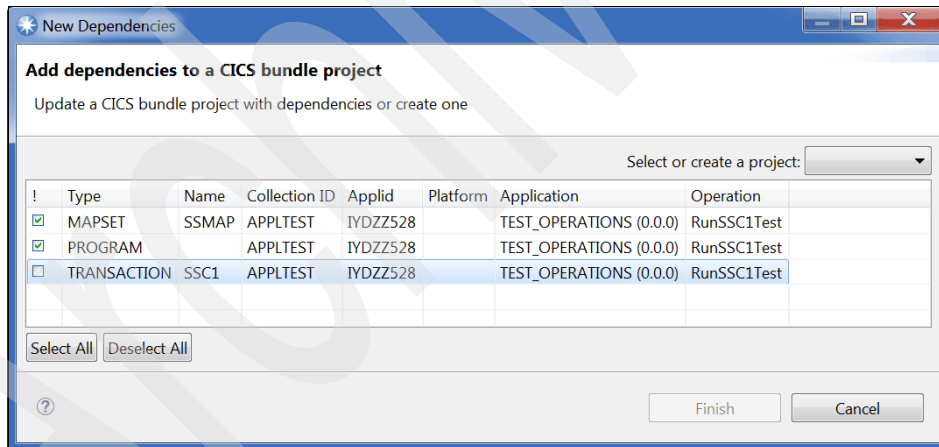 New Dependencies
Add dependencies to a CICS bundle project
Update a CICS bundle project with dependencies or create one
Select or create a project:
! Type Name Collection ID Applid Platform Application Operation
MAPSET SSMAP APPLTEST IYDZZ528 TEST_OPERATIONS (0.0.0) RunSSC1Test
PROGRAM APPLTEST IYDZZ528 TEST_OPERATIONS (0.0.0) RunSSC1Test
TRANSACTION SSC1 APPLTEST IYDZZ528 TEST_OPERATIONS (0.0.0) RunSSC1Test
Select All Deselect All
? Finish Cancel